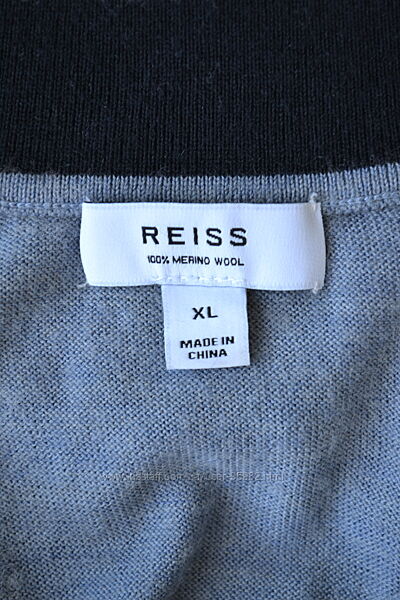 REISS
100% MERINO WOOL
XL
MADE IN
CHINA